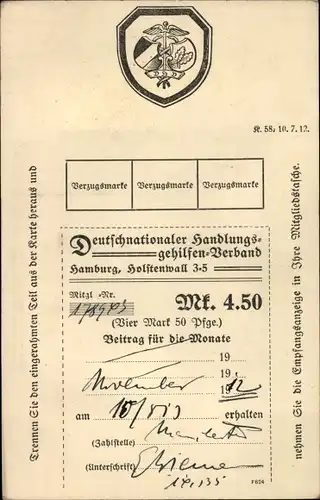 K. 58. 10. 7. 12.
Verzugsmarke Verzugsmarke Verzugsmarke
Trennen Sie den eingerahmten Teil aus der Karte heraus und
nehmen Sie die Empfangsanzeige in Ihre Mitgliedstasche.
Deutschnationaler Handlungs-
gehilfen-Verband
Hamburg, Holstenwall 3-5
Mitgl.-Nr.
Mk. 4.50
(Vier Mark 50 Pfge.)
Beitrag für die Monate
19
November 19 12
am erhalten
(Zahlstelle)
(Unterschrift)
F624